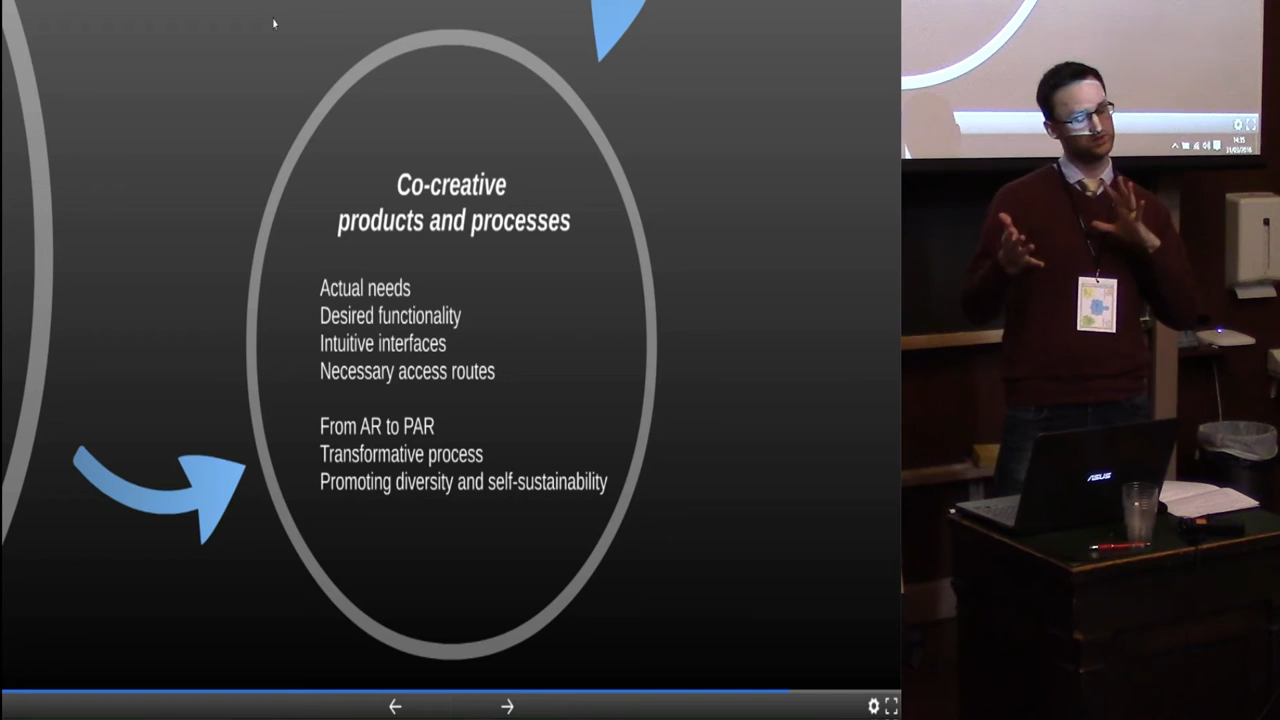 Co-creative
products and processes
Actual needs
Desired functionality
Intuitive interfaces
Necessary access routes
From AR to PAR
Transformative process
Promoting diversity and self-sustainability
ASUS